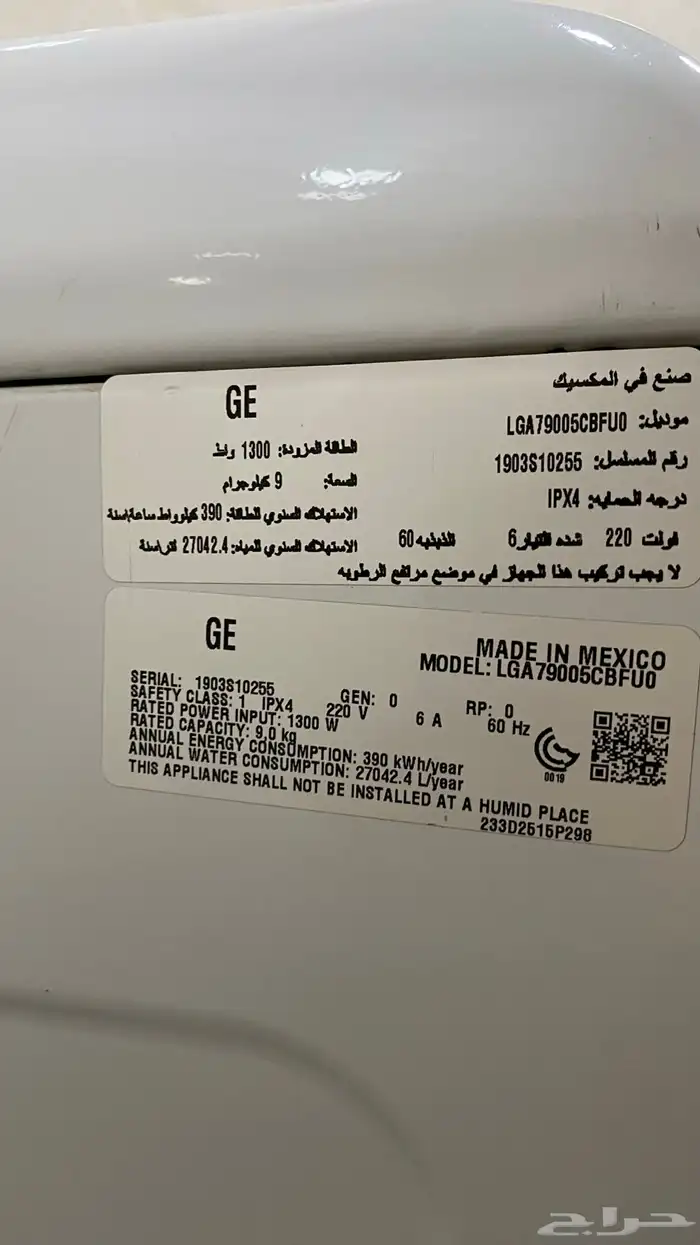 GE
صنع في المكسيك
موديل: LGA79005CBFU0
الطاقة المزودة: 1300 واط
رقم المسلسل: 1903S10255
السعة: 9 كيلوجرام
درجه الحمايه: IPX4
الاستهلاك السنوي للطاقة: 390 كيلوواط ساعة/سنة
فولت 220 شده التيار 6 الذبذبه 60
الاستهلاك السنوي للمياه: 27042.4 لتر/سنة
لا يجب تركيب هذا الجهاز في موضع مرتفع الرطوبه
GE
MADE IN MEXICO
MODEL: LGA79005CBFU0
SERIAL: 1903S10255 GEN: 0 RP: 0
SAFETY CLASS: 1 IPX4 220 V 6 A 60 Hz
RATED POWER INPUT: 1300 W
RATED CAPACITY: 9,0 kg
ANNUAL ENERGY CONSUMPTION: 390 kWh/year
ANNUAL WATER CONSUMPTION: 27042.4 L/year
THIS APPLIANCE SHALL NOT BE INSTALLED AT A HUMID PLACE
0019
233D2515P298
حراج